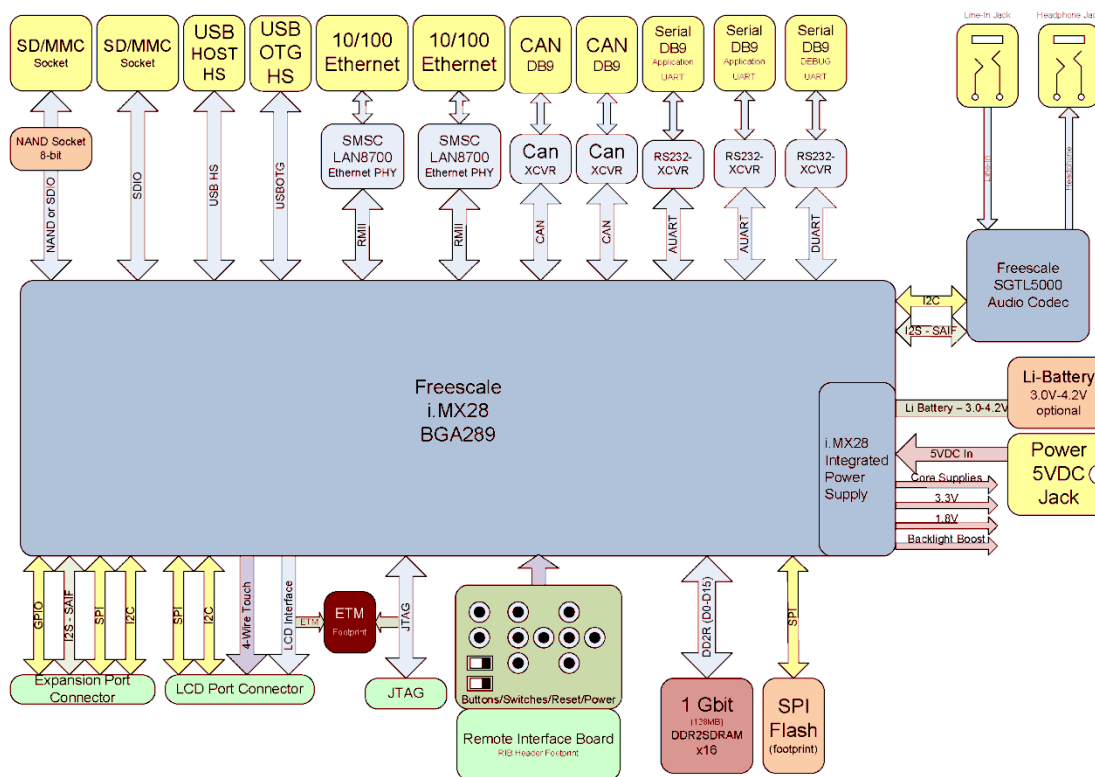 Line-In Jack
Headphone Jac
SD/MMC
Socket
SD/MMC
Socket
USB
HOST
HS
USB
OTG
HS
10/100
Ethernet
10/100
Ethernet
CAN
DB9
CAN
DB9
Serial
DB9
Application
UART
Serial
DB9
Application
UART
Serial
DB9
DEBUG
UART
NAND Socket
8-bit
SMSC
LAN8700
Ethernet PHY
SMSC
LAN8700
Ethernet PHY
Can
XCVR
Can
XCVR
RS232-
XCVR
RS232-
XCVR
RS232-
XCVR
Line-In
Headphone
NAND or SDIO
SDIO
USB HS
USBOTG
RMII
RMII
CAN
CAN
AUART
AUART
DUART
Freescale
SGTL5000
Audio Codec
I2C
I2S - SAIF
Freescale
i.MX28
BGA289
Li-Battery
3.0V-4.2V
optional
Li Battery – 3.0-4.2V
i.MX28
Integrated
Power
Supply
5VDC In
Power
5VDC
Jack
Core Supplies
3.3V
1.8V
Backlight Boost
GPIO
I2S - SAIF
SPI
I2C
SPI
I2C
4-Wire Touch
LCD Interface
ETM
ETM
Footprint
JTAG
DD2R (D0-D15)
SPI
Expansion Port
Connector
LCD Port Connector
JTAG
Buttons/Switches/Reset/Power
Remote Interface Board
RIB Header Footprint
1 Gbit
(128MB)
DDR2SDRAM
x16
SPI
Flash
(footprint)